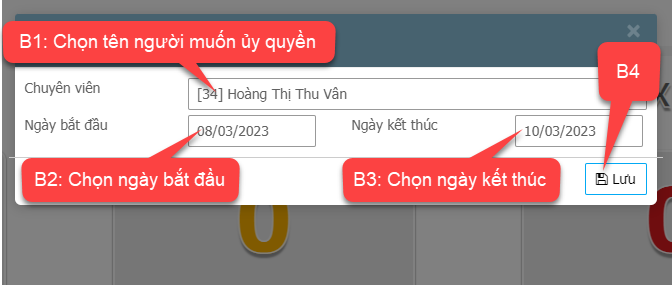 B1: Chọn tên người muốn ủy quyền
×
B4
Chuyên viên
[34] Hoàng Thị Thu Vân
X
Ngày bắt đầu
08/03/2023
Ngày kết thúc
10/03/2023
B2: Chọn ngày bắt đầu
B3: Chọn ngày kết thúc
Lưu
0